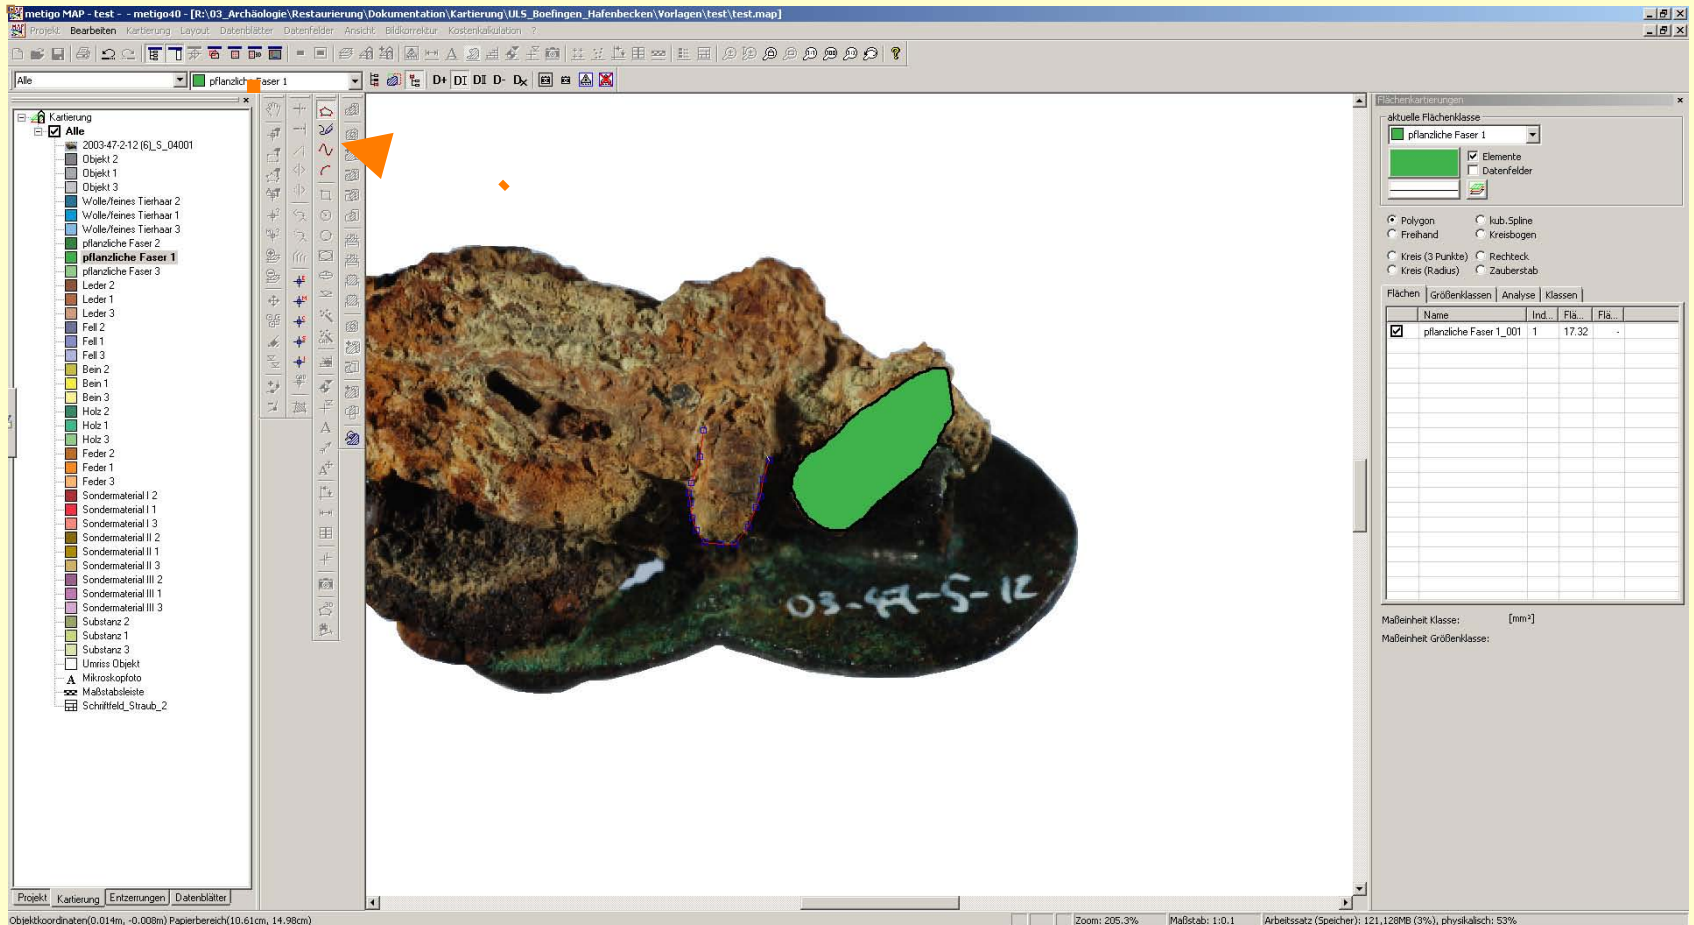 metigo MAP - test - - metigo40 - [R:\03_Archäologie\Restaurierung\Dokumentation\Kartierung\ULS_Boefingen_Hafenbecken\Vorlagen\test\test.map]
Projekt Bearbeiten Kartierung Layout Datenblätter Datenfelder Ansicht Bildkorrektur Kostenkalkulation ?
Alle
pflanzliche Faser 1
D+ DI DII D- Dx
Kartierung
Alle
2003-47-2-12 (6)_S_04001
Objekt 2
Objekt 1
Objekt 3
Wolle/feines Tierhaar 2
Wolle/feines Tierhaar 1
Wolle/feines Tierhaar 3
pflanzliche Faser 2
pflanzliche Faser 1
pflanzliche Faser 3
Leder 2
Leder 1
Leder 3
Fell 2
Fell 1
Fell 3
Bein 2
Bein 1
Bein 3
Holz 2
Holz 1
Holz 3
Feder 2
Feder 1
Feder 3
Sondermaterial I 2
Sondermaterial I 1
Sondermaterial I 3
Sondermaterial II 2
Sondermaterial II 1
Sondermaterial II 3
Sondermaterial III 2
Sondermaterial III 1
Sondermaterial III 3
Substanz 2
Substanz 1
Substanz 3
Umriss Objekt
A Mikroskopfoto
Maßstabsleiste
Schriftfeld_Straub_2
Projekt Kartierung Entzerrungen Datenblätter
03-47-5-12
Flächenkartierungen
aktuelle Flächenklasse
pflanzliche Faser 1
Elemente
Datenfelder
Polygon kub.Spline
Freihand Kreisbogen
Kreis (3 Punkte) Rechteck
Kreis (Radius) Zauberstab
Flächen Größenklassen Analyse Klassen
Name Ind... Flä... Flä...
pflanzliche Faser 1_001 1 17.32 -
Maßeinheit Klasse: [mm²]
Maßeinheit Größenklasse:
Objektkoordinaten(0.014m, -0.008m) Papierbereich(10.61cm, 14.98cm) Zoom: 205.3% Maßstab: 1:0.1 Arbeitssatz (Speicher): 121,128MB (3%), physikalisch: 53%